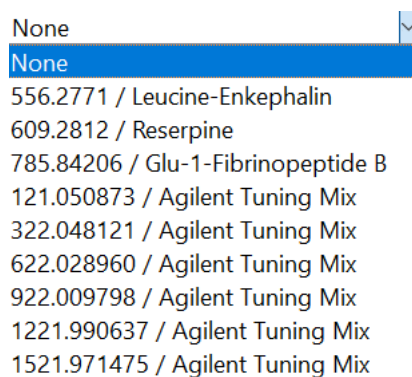 None
None
556.2771 / Leucine-Enkephalin
609.2812 / Reserpine
785.84206 / Glu-1-Fibrinopeptide B
121.050873 / Agilent Tuning Mix
322.048121 / Agilent Tuning Mix
622.028960 / Agilent Tuning Mix
922.009798 / Agilent Tuning Mix
1221.990637 / Agilent Tuning Mix
1521.971475 / Agilent Tuning Mix